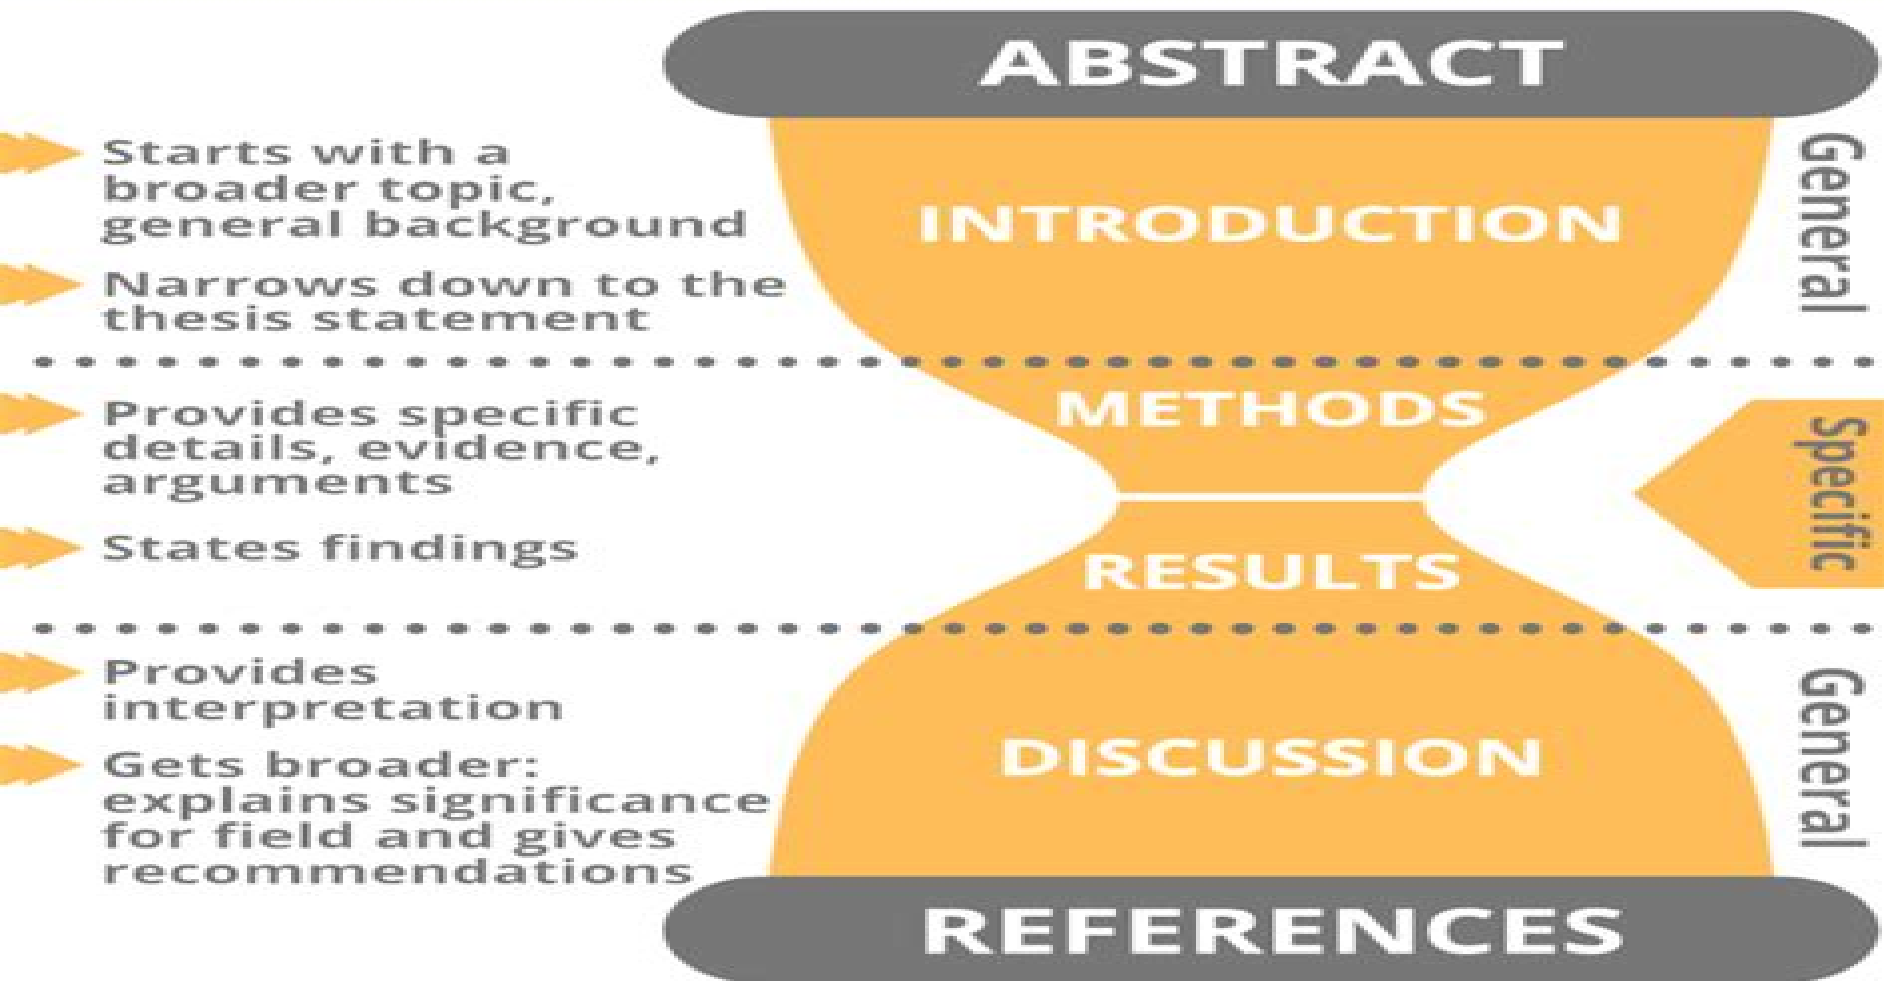 ABSTRACT
Starts with a
broader topic,
general background
Narrows down to the
thesis statement
INTRODUCTION
General
Provides specific
details, evidence,
arguments
States findings
METHODS
RESULTS
Specific
Provides
interpretation
Gets broader:
explains significance
for field and gives
recommendations
DISCUSSION
General
REFERENCES